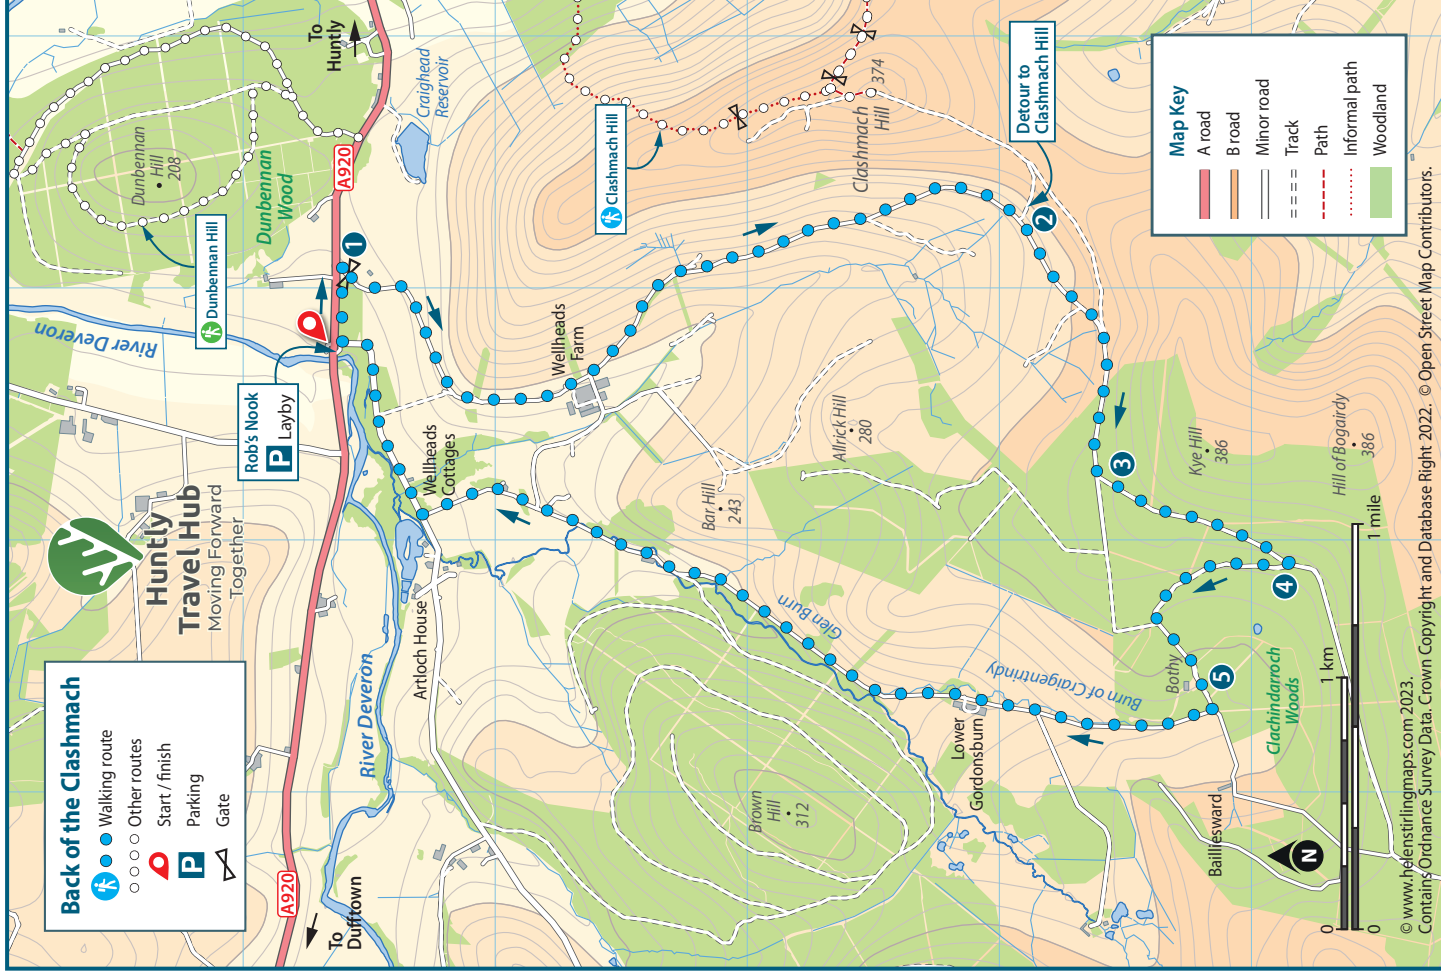 Back of the Clashmach
Walking route
Other routes
Start / finish
P
Parking
Gate
Huntly
Travel Hub
Moving Forward
Together
A920
To
Dufftown
River Deveron
Rob's Nook
P Layby
River Deveron
Dunbennan Hill
Dunbennan
Hill
208
Dunbennan
Wood
A920
To
Huntly
Craighead
Reservoir
1
Clashmach Hill
Clashmach
Hill
374
Detour to
Clashmach Hill
2
Wellheads
Farm
Wellheads
Cottages
Artloch House
Allrick Hill
280
Bar Hill
243
Glen Burn
Brown
Hill
312
Lower
Gordonsburn
Burn of Craigentrindy
Bothy
3
4
5
Kye Hill
386
Hill of Bogairdy
386
Clachindarroch
Woods
Bailliesward
N
Map Key
A road
B road
Minor road
Track
Path
Informal path
Woodland
0
1 km
0
1 mile
© www.helenstirlingmaps.com 2023.
Contains Ordnance Survey Data. Crown Copyright and Database Right 2022. © Open Street Map Contributors.